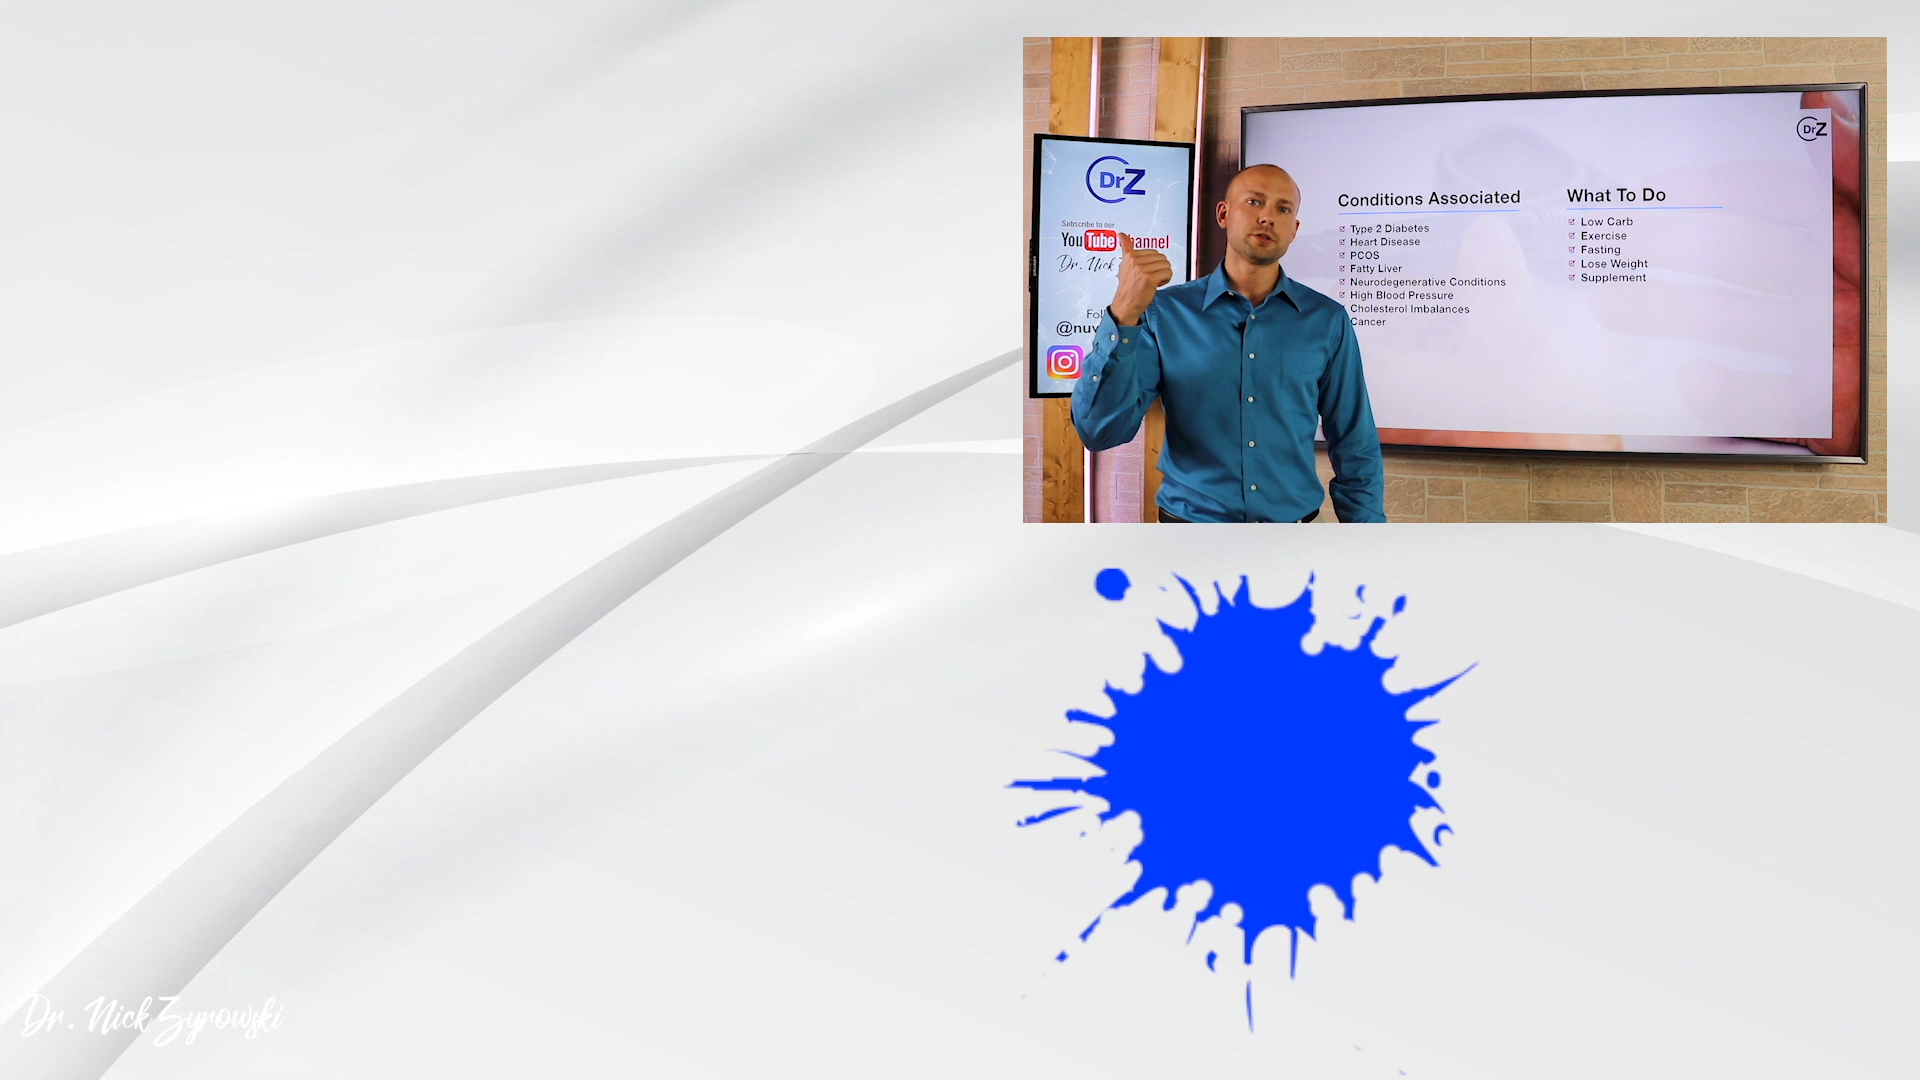 DrZ
Subscribe to our
YouTube Channel
Dr. Nick
@nuv
DrZ
Conditions Associated
Type 2 Diabetes
Heart Disease
PCOS
Fatty Liver
Neurodegenerative Conditions
High Blood Pressure
Cholesterol Imbalances
Cancer
What To Do
Low Carb
Exercise
Fasting
Lose Weight
Supplement
Dr. Nick Zyrowski